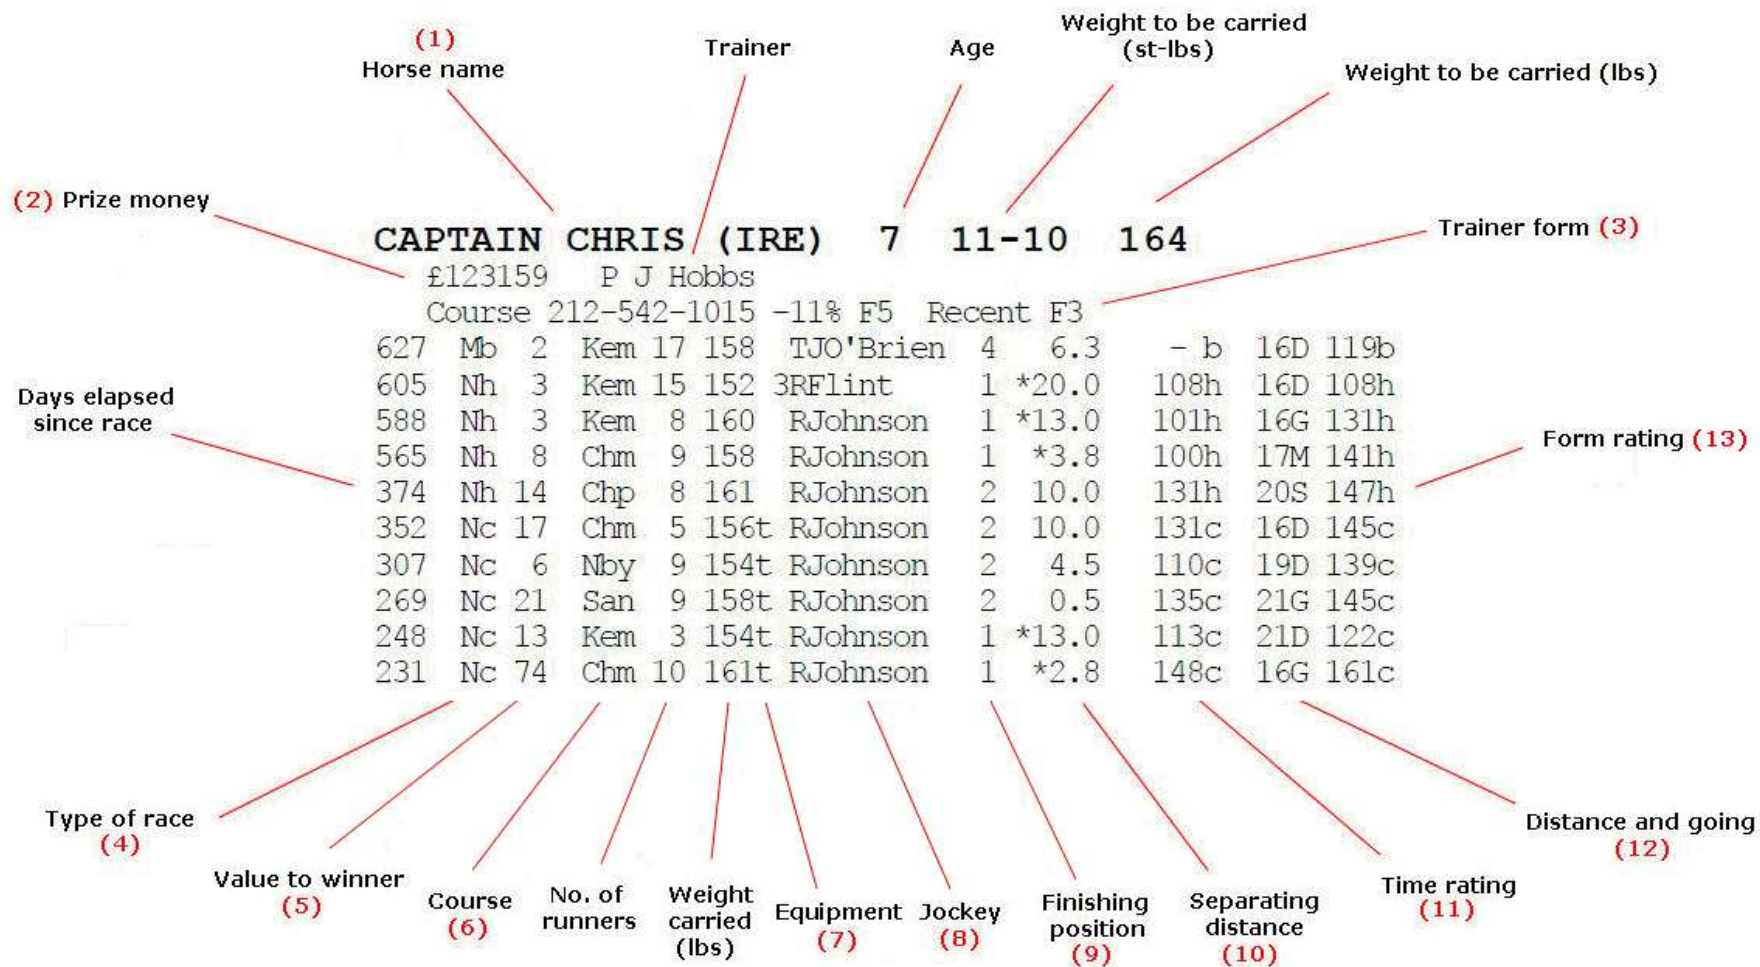 (1)
Horse name
Trainer
Age
Weight to be carried
(st-lbs)
Weight to be carried (lbs)
(2) Prize money
Trainer form (3)
CAPTAIN CHRIS (IRE) 7 11-10 164
£123159 P J Hobbs
Course 212-542-1015 -11% F5 Recent F3
627 Mb 2 Kem 17 158 TJO'Brien 4 6.3 - b 16D 119b
605 Nh 3 Kem 15 152 3RFlint 1 *20.0 108h 16D 108h
588 Nh 3 Kem 8 160 RJohnson 1 *13.0 101h 16G 131h
565 Nh 8 Chm 9 158 RJohnson 1 *3.8 100h 17M 141h
374 Nh 14 Chp 8 161 RJohnson 2 10.0 131h 20S 147h
352 Nc 17 Chm 5 156t RJohnson 2 10.0 131c 16D 145c
307 Nc 6 Nby 9 154t RJohnson 2 4.5 110c 19D 139c
269 Nc 21 San 9 158t RJohnson 2 0.5 135c 21G 145c
248 Nc 13 Kem 3 154t RJohnson 1 *13.0 113c 21D 122c
231 Nc 74 Chm 10 161t RJohnson 1 *2.8 148c 16G 161c
Days elapsed
since race
Form rating (13)
Type of race
(4)
Value to winner
(5)
Course
(6)
No. of
runners
Weight
carried
(lbs)
Equipment
(7)
Jockey
(8)
Finishing
position
(9)
Separating
distance
(10)
Time rating
(11)
Distance and going
(12)